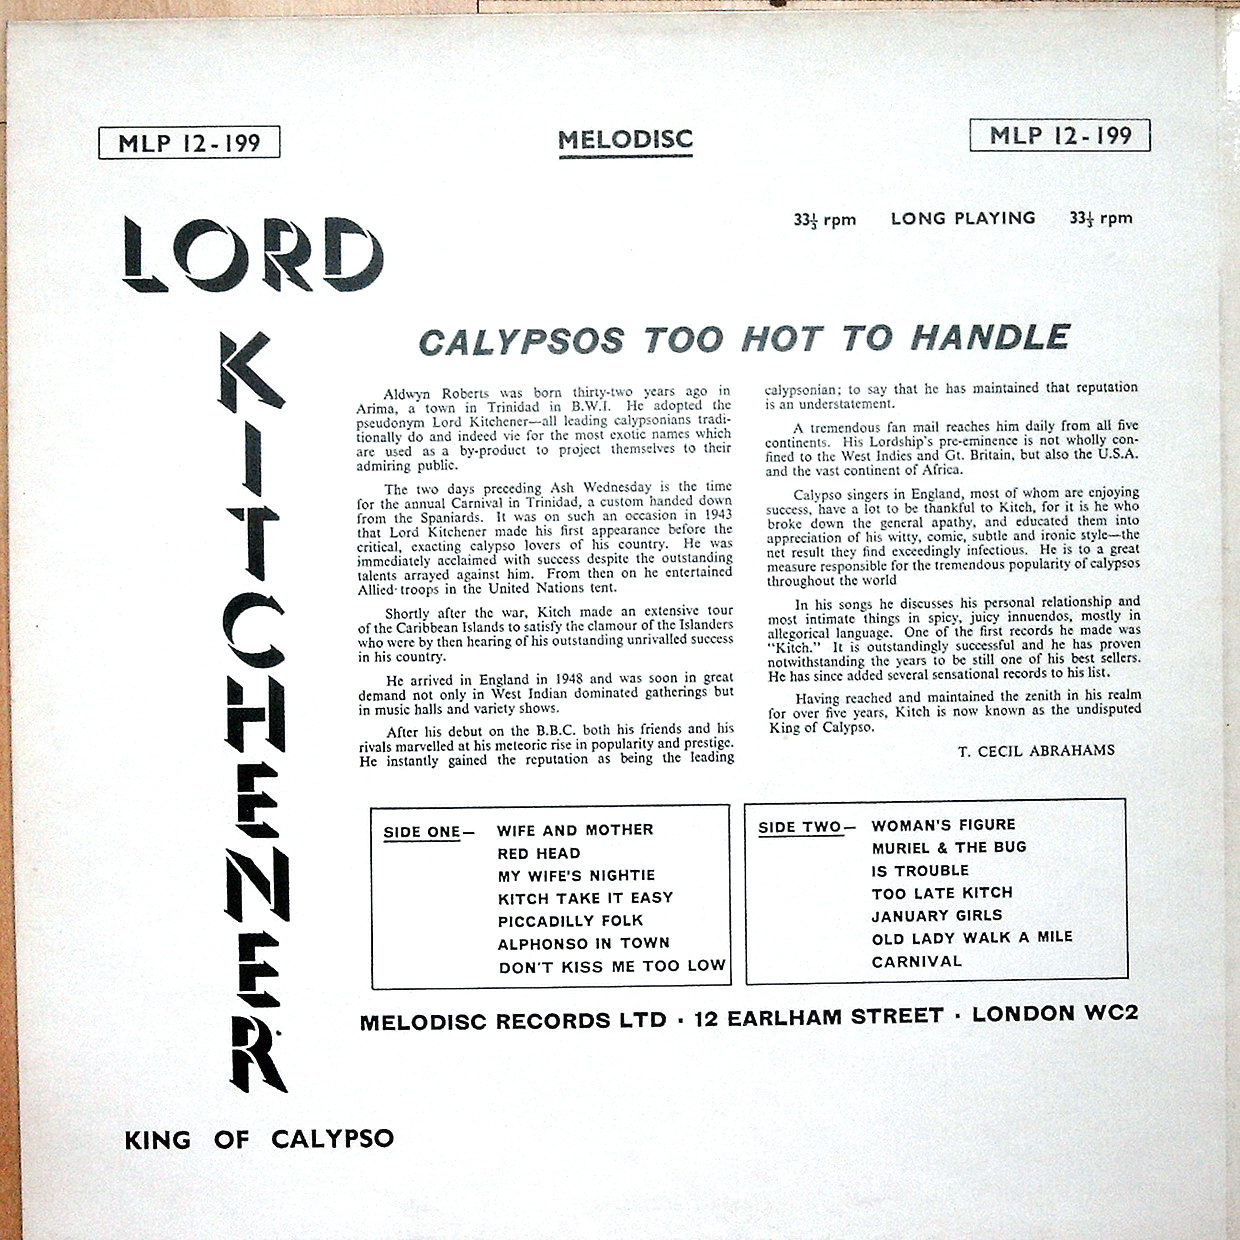 MLP 12-199
MELODISC
MLP 12-199
33⅓ rpm LONG PLAYING 33⅓ rpm
LORD
KITCHENER
KING OF CALYPSO
CALYPSOS TOO HOT TO HANDLE
Aldwyn Roberts was born thirty-two years ago in
Arima, a town in Trinidad in B.W.I. He adopted the
pseudonym Lord Kitchener—all leading calypsonians tradi-
tionally do and indeed vie for the most exotic names which
are used as a by-product to project themselves to their
admiring public.
The two days preceding Ash Wednesday is the time
for the annual Carnival in Trinidad, a custom handed down
from the Spaniards. It was on such an occasion in 1943
that Lord Kitchener made his first appearance before the
critical, exacting calypso lovers of his country. He was
immediately acclaimed with success despite the outstanding
talents arrayed against him. From then on he entertained
Allied troops in the United Nations tent.
Shortly after the war, Kitch made an extensive tour
of the Caribbean Islands to satisfy the clamour of the Islanders
who were by then hearing of his outstanding unrivalled success
in his country.
He arrived in England in 1948 and was soon in great
demand not only in West Indian dominated gatherings but
in music halls and variety shows.
After his debut on the B.B.C. both his friends and his
rivals marvelled at his meteoric rise in popularity and prestige.
He instantly gained the reputation as being the leading
calypsonian; to say that he has maintained that reputation
is an understatement.
A tremendous fan mail reaches him daily from all five
continents. His Lordship's pre-eminence is not wholly con-
fined to the West Indies and Gt. Britain, but also the U.S.A.
and the vast continent of Africa.
Calypso singers in England, most of whom are enjoying
success, have a lot to be thankful to Kitch, for it is he who
broke down the general apathy, and educated them into
appreciation of his witty, comic, subtle and ironic style—the
net result they find exceedingly infectious. He is to a great
measure responsible for the tremendous popularity of calypsos
throughout the world
In his songs he discusses his personal relationship and
most intimate things in spicy, juicy innuendos, mostly in
allegorical language. One of the first records he made was
"Kitch." It is outstandingly successful and he has proven
notwithstanding the years to be still one of his best sellers.
He has since added several sensational records to his list.
Having reached and maintained the zenith in his realm
for over five years, Kitch is now known as the undisputed
King of Calypso.
T. CECIL ABRAHAMS
SIDE ONE— WIFE AND MOTHER
RED HEAD
MY WIFE'S NIGHTIE
KITCH TAKE IT EASY
PICCADILLY FOLK
ALPHONSO IN TOWN
DON'T KISS ME TOO LOW
SIDE TWO— WOMAN'S FIGURE
MURIEL & THE BUG
IS TROUBLE
TOO LATE KITCH
JANUARY GIRLS
OLD LADY WALK A MILE
CARNIVAL
MELODISC RECORDS LTD · 12 EARLHAM STREET · LONDON WC2